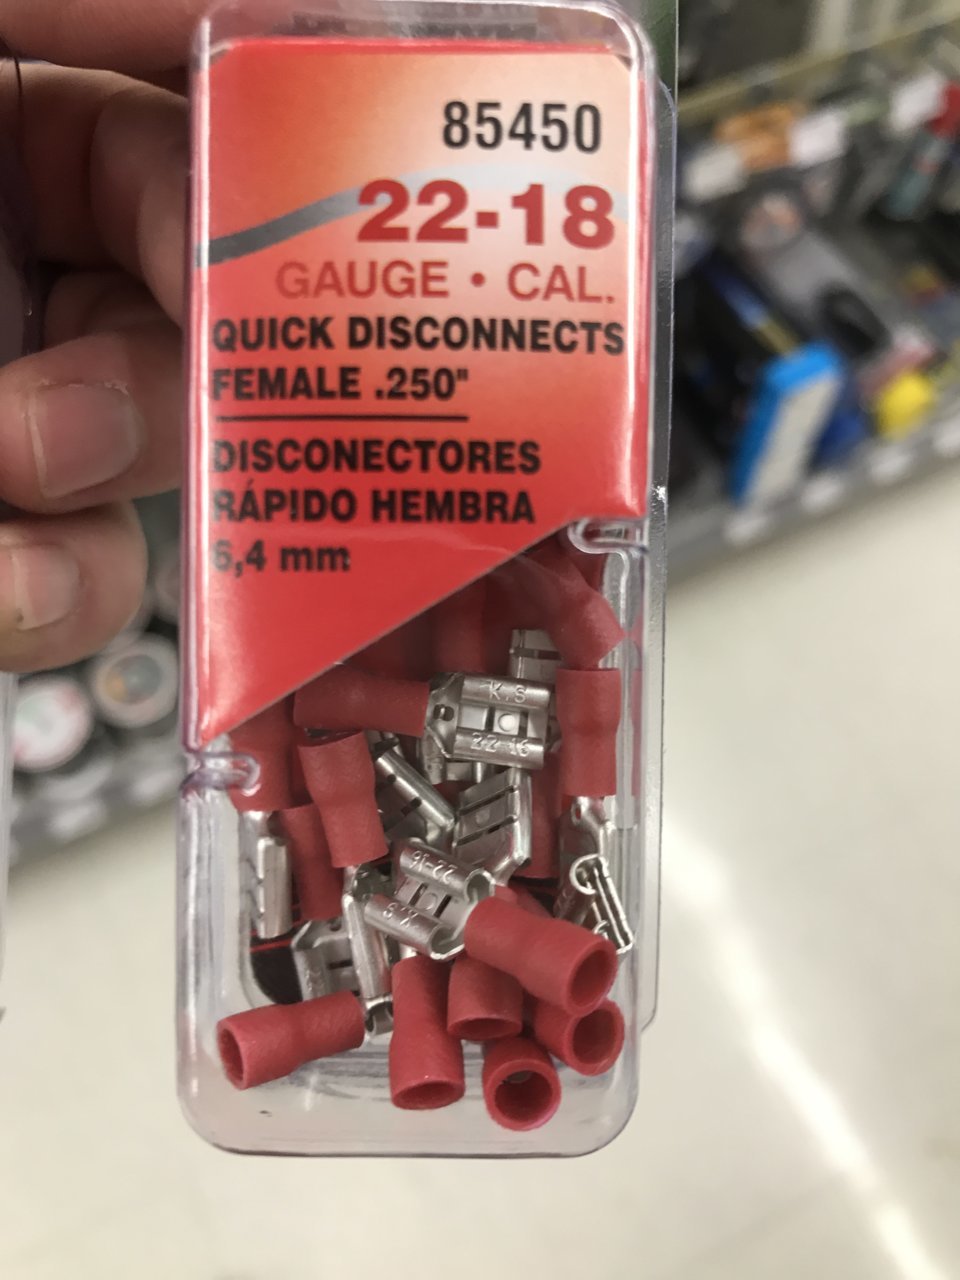 85450
22-18
GAUGE • CAL.
QUICK DISCONNECTS
FEMALE .250"
DISCONECTORES
RÁPIDO HEMBRA
6,4 mm
K.S
22-16
22-16
K.S